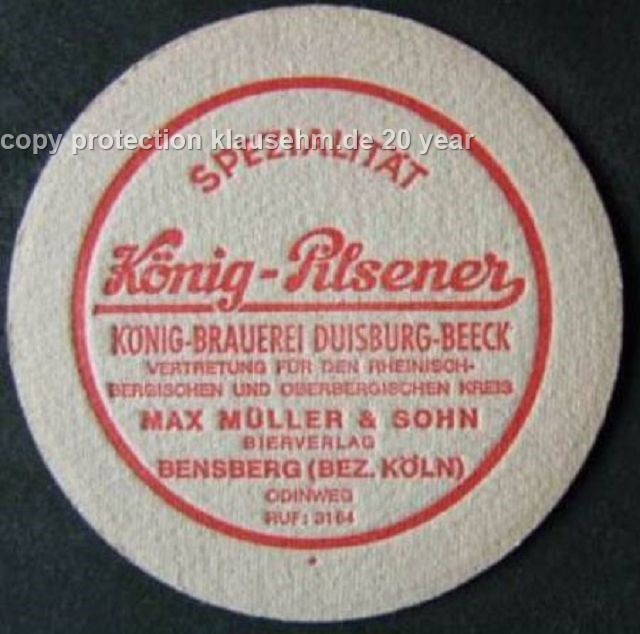 copy protection klausehm.de 20 year
SPEZIALITÄT
König-Pilsener
KÖNIG-BRAUEREI DUISBURG-BEECK
VERTRETUNG FÜR DEN RHEINISCH-
BERGISCHEN UND OBERBERGISCHEN KREIS
MAX MÜLLER & SOHN
BIERVERLAG
BENSBERG (BEZ. KÖLN)
ODINWEG
RUF: 3164